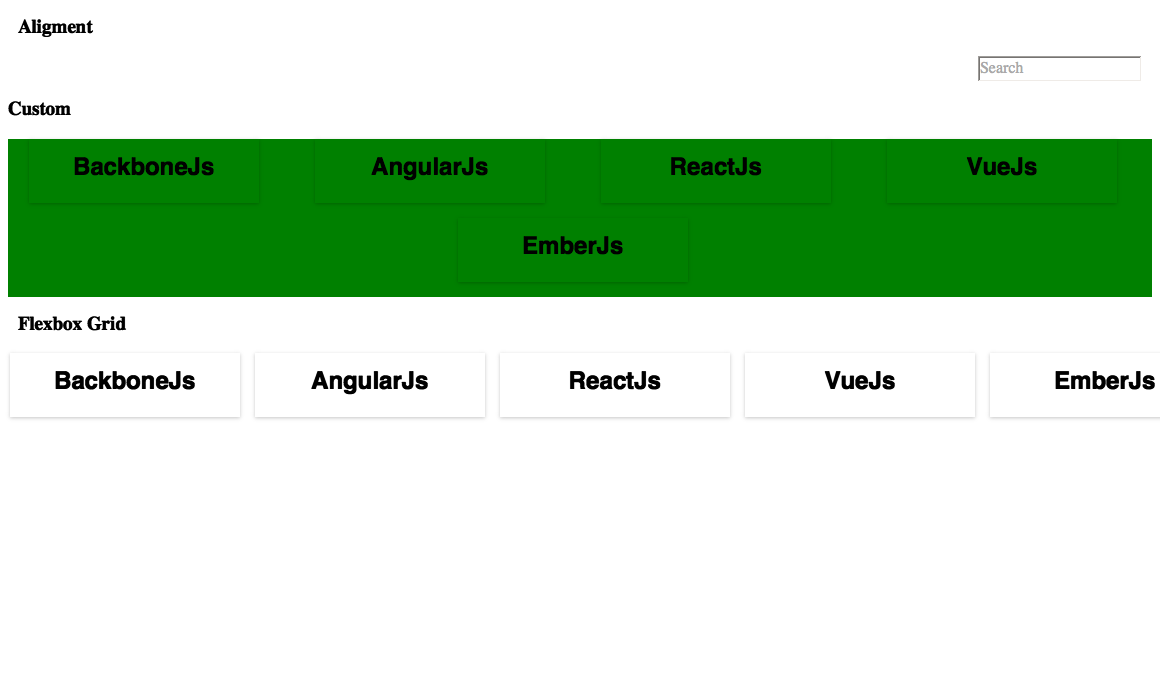 Aligment
Search
Custom
BackboneJs AngularJs ReactJs VueJs
EmberJs
Flexbox Grid
BackboneJs AngularJs ReactJs VueJs EmberJs